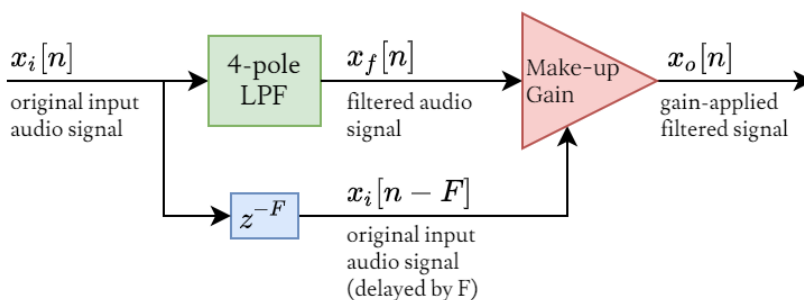 x_i[n]
original input
audio signal
4-pole
LPF
x_f[n]
filtered audio
signal
Make-up
Gain
x_o[n]
gain-applied
filtered signal
z^{-F}
x_i[n − F]
original input
audio signal
(delayed by F)